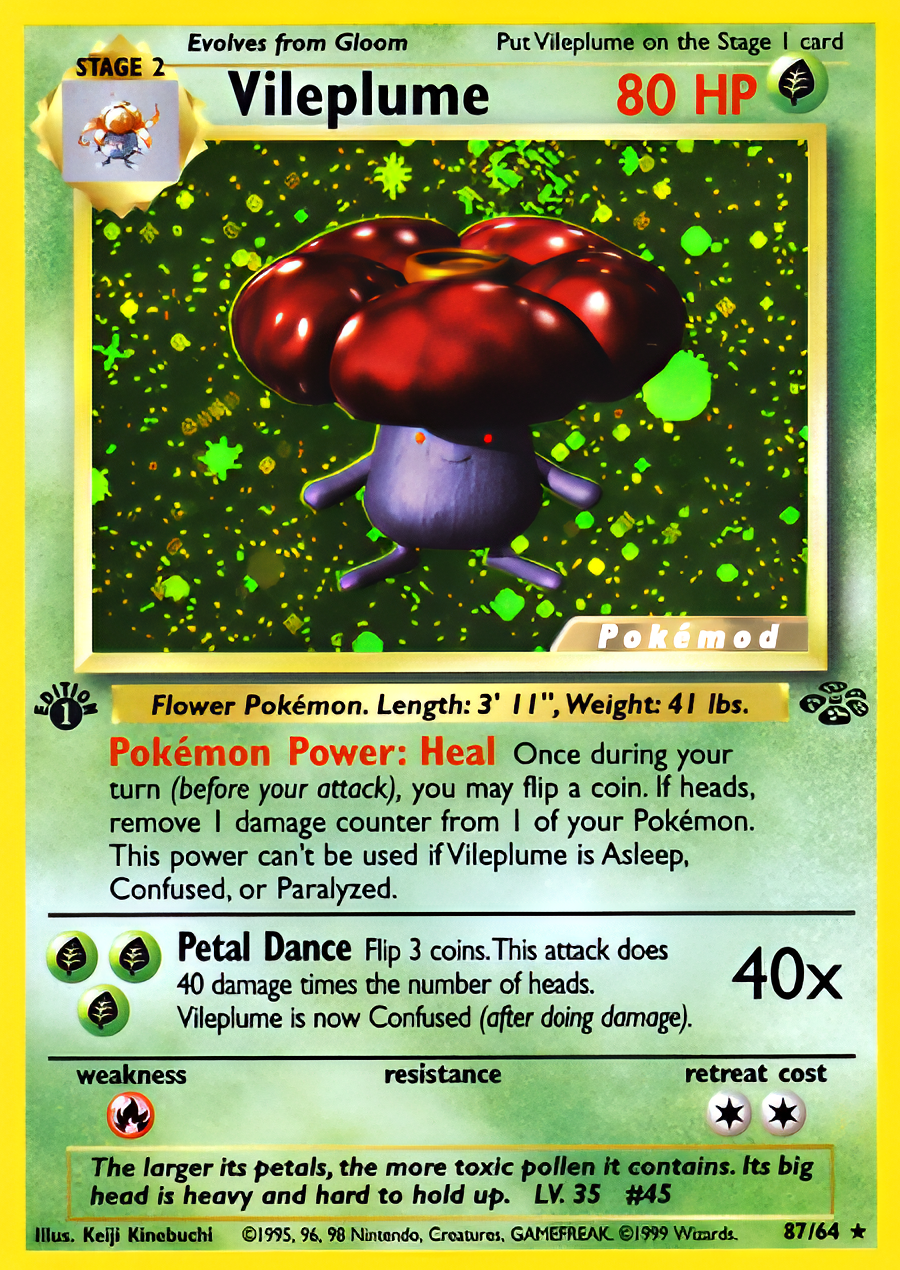 Evolves from Gloom
Put Vileplume on the Stage 1 card
STAGE 2
Vileplume
80 HP
Pokémod
EDITION
1
Flower Pokémon. Length: 3' 11", Weight: 41 lbs.
Pokémon Power: Heal Once during your
turn (before your attack), you may flip a coin. If heads,
remove 1 damage counter from 1 of your Pokémon.
This power can't be used if Vileplume is Asleep,
Confused, or Paralyzed.
Petal Dance Flip 3 coins. This attack does
40 damage times the number of heads.
Vileplume is now Confused (after doing damage).
40x
weakness
resistance
retreat cost
The larger its petals, the more toxic pollen it contains. Its big
head is heavy and hard to hold up. LV. 35 #45
Illus. Keiji Kinebuchi
©1995, 96, 98 Nintendo, Creatures, GAMEFREAK. ©1999 Wizards.
87/64 ★